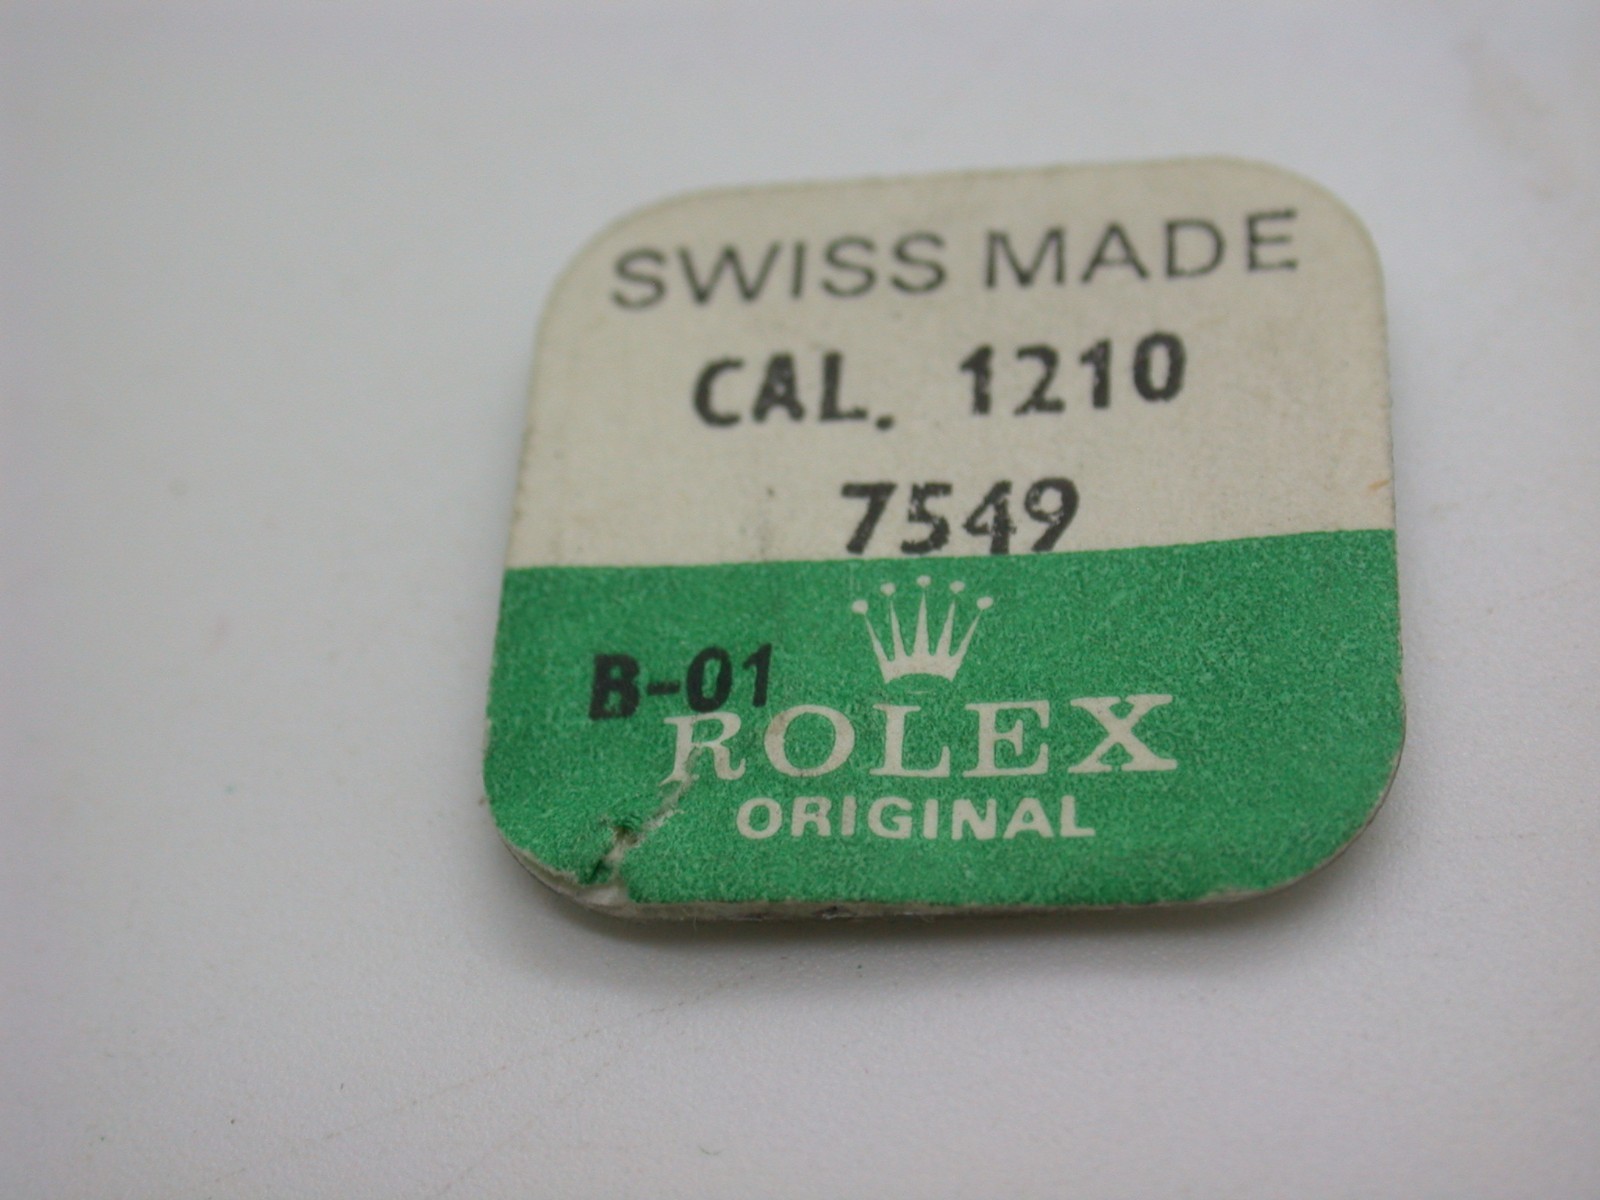 SWISS MADE
CAL. 1210
7549
B-01
ROLEX
ORIGINAL